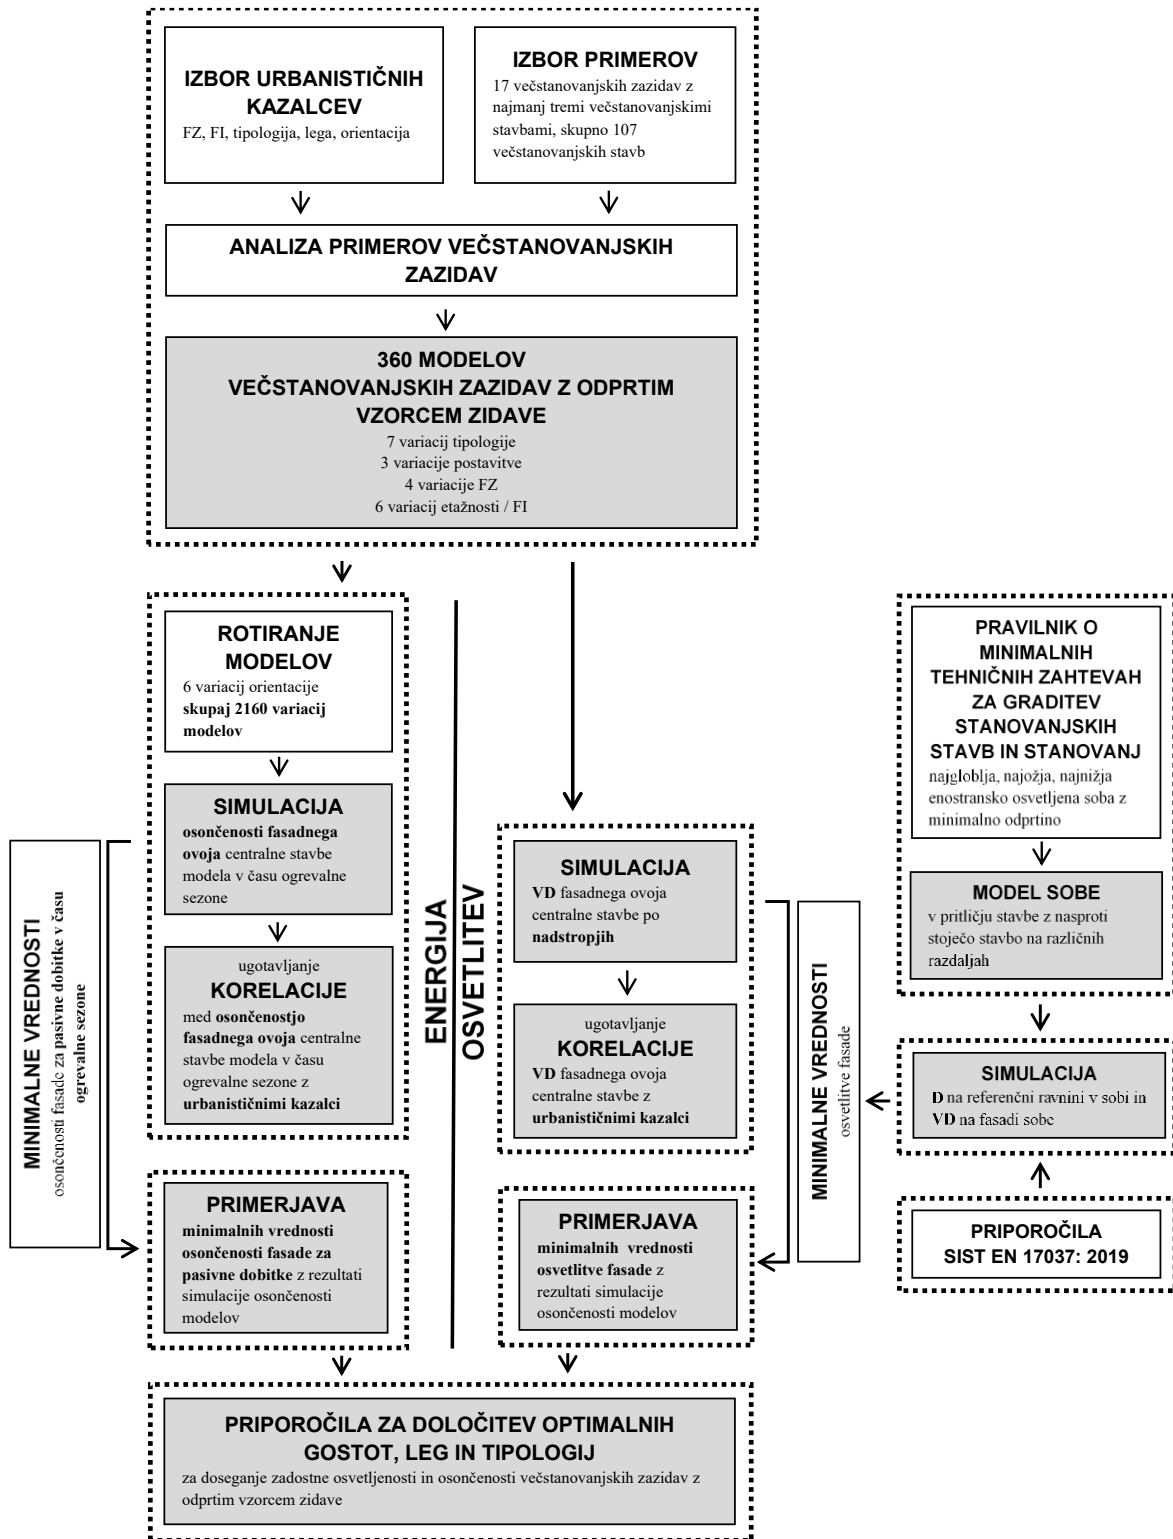 IZBOR URBANISTIČNIH
KAZALCEV
FZ, FI, tipologija, lega, orientacija
IZBOR PRIMEROV
17 večstanovanjskih zazidav z
najmanj tremi večstanovanjskimi
stavbami, skupno 107
večstanovanjskih stavb
ANALIZA PRIMEROV VEČSTANOVANJSKIH
ZAZIDAV
360 MODELOV
VEČSTANOVANJSKIH ZAZIDAV Z ODPRTIM
VZORCEM ZIDAVE
7 variacij tipologije
3 variacije postavitve
4 variacije FZ
6 variacij etažnosti / FI
ROTIRANJE
MODELOV
6 variacij orientacije
skupaj 2160 variacij
modelov
SIMULACIJA
osončenosti fasadnega
ovoja centralne stavbe
modela v času ogrevalne
sezone
ugotavljanje
KORELACIJE
med osončenostjo
fasadnega ovoja centralne
stavbe modela v času
ogrevalne sezone z
urbanističnimi kazalci
MINIMALNE VREDNOSTI
osončenosti fasade za pasivne dobitke v času
ogrevalne sezone
PRIMERJAVA
minimalnih vrednosti
osončenosti fasade za
pasivne dobitke z rezultati
simulacije osončenosti
modelov
ENERGIJA
OSVETLITEV
SIMULACIJA
VD fasadnega ovoja
centralne stavbe po
nadstropjih
ugotavljanje
KORELACIJE
VD fasadnega ovoja
centralne stavbe z
urbanističnimi kazalci
PRIMERJAVA
minimalnih vrednosti
osvetlitve fasade z
rezultati simulacije
osončenosti modelov
MINIMALNE VREDNOSTI
osvetlitve fasade
PRAVILNIK O
MINIMALNIH
TEHNIČNIH ZAHTEVAH
ZA GRADITEV
STANOVANJSKIH
STAVB IN STANOVANJ
najgloblja, najožja, najnižja
enostransko osvetljena soba z
minimalno odprtino
MODEL SOBE
v pritličju stavbe z nasproti
stoječo stavbo na različnih
razdaljah
SIMULACIJA
D na referenčni ravnini v sobi in
VD na fasadi sobe
PRIPOROČILA
SIST EN 17037: 2019
PRIPOROČILA ZA DOLOČITEV OPTIMALNIH
GOSTOT, LEG IN TIPOLOGIJ
za doseganje zadostne osvetljenosti in osončenosti večstanovanjskih zazidav z
odprtim vzorcem zidave